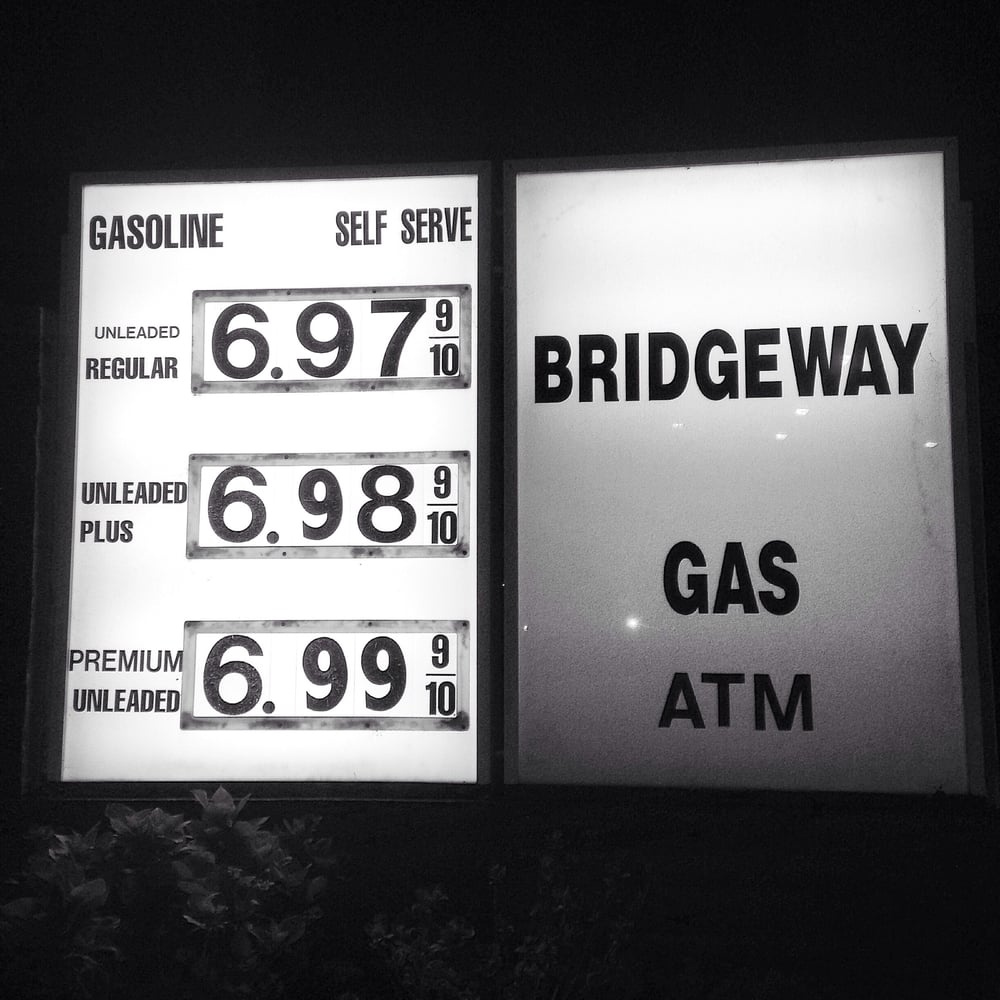 GASOLINE SELF SERVE
UNLEADED
REGULAR 6.97 9/10
UNLEADED
PLUS 6.98 9/10
PREMIUM
UNLEADED 6.99 9/10
BRIDGEWAY
GAS
ATM